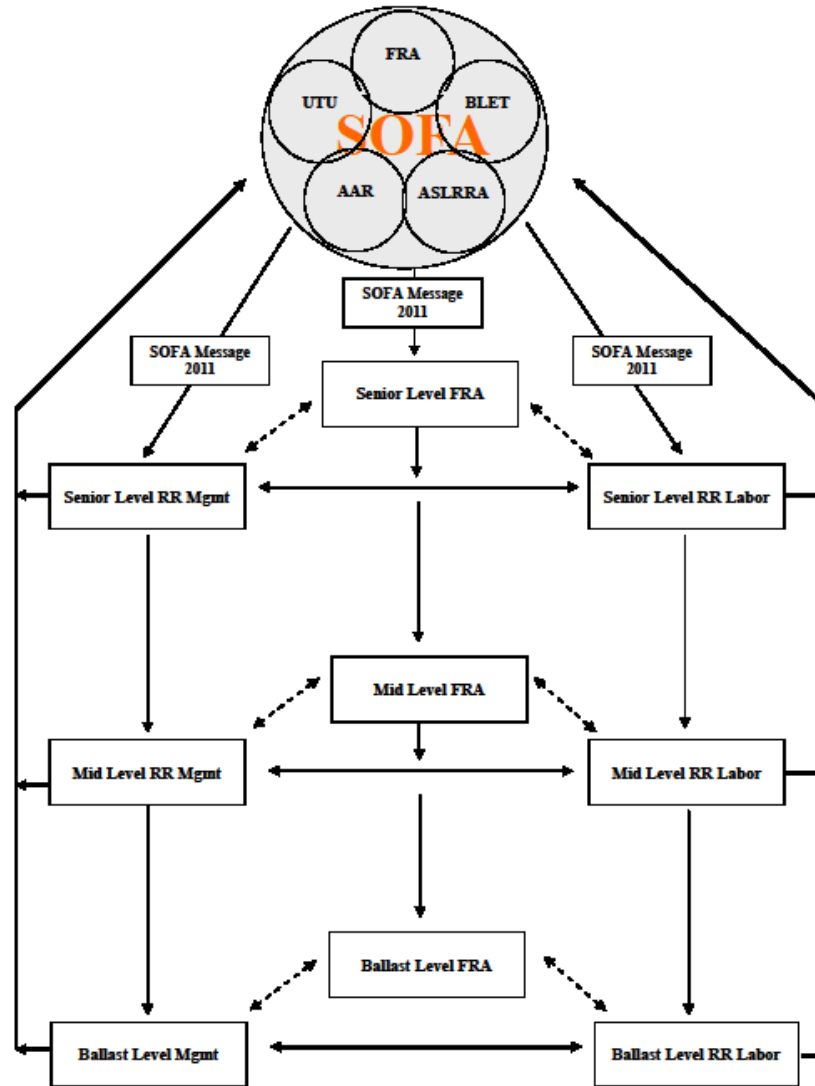 FRA
UTU
BLET
SOFA
AAR
ASLRRA
SOFA Message
2011
SOFA Message
2011
SOFA Message
2011
Senior Level FRA
Senior Level RR Mgmt
Senior Level RR Labor
Mid Level FRA
Mid Level RR Mgmt
Mid Level RR Labor
Ballast Level FRA
Ballast Level Mgmt
Ballast Level RR Labor